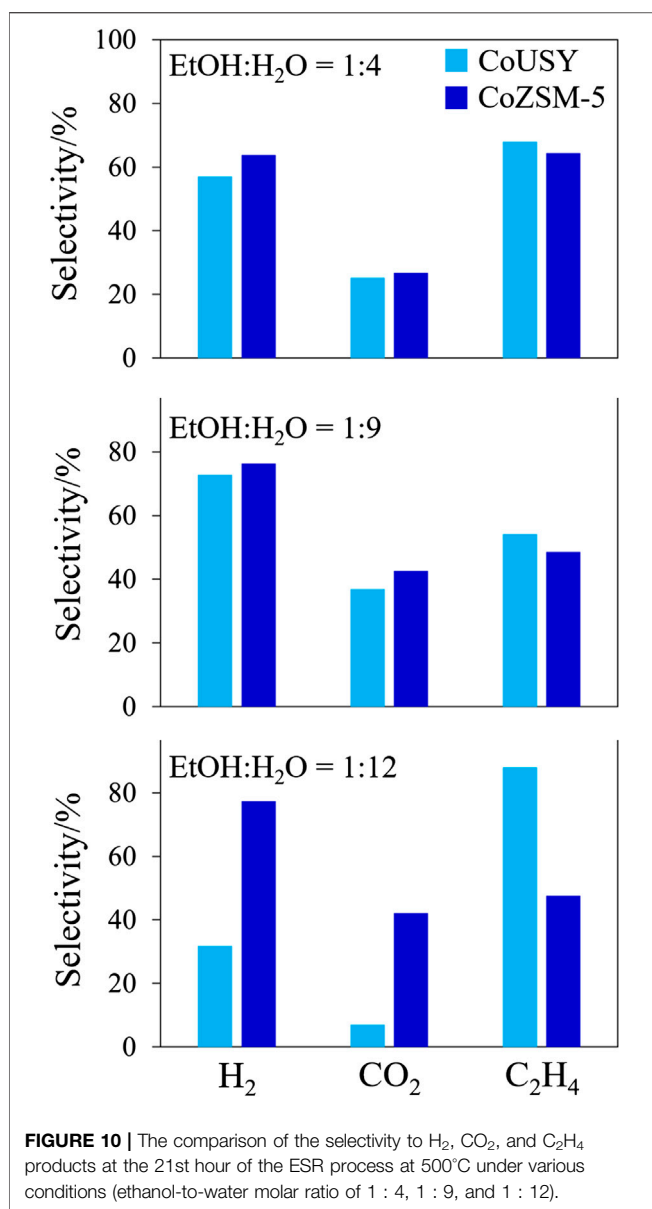 100
EtOH:H₂O = 1:4
CoUSY
CoZSM-5
80
60
40
20
0
Selectivity/%
EtOH:H₂O = 1:9
80
60
40
20
0
Selectivity/%
EtOH:H₂O = 1:12
80
60
40
20
0
Selectivity/%
H₂ CO₂ C₂H₄
FIGURE 10 | The comparison of the selectivity to H₂, CO₂, and C₂H₄
products at the 21st hour of the ESR process at 500°C under various
conditions (ethanol-to-water molar ratio of 1 : 4, 1 : 9, and 1 : 12).